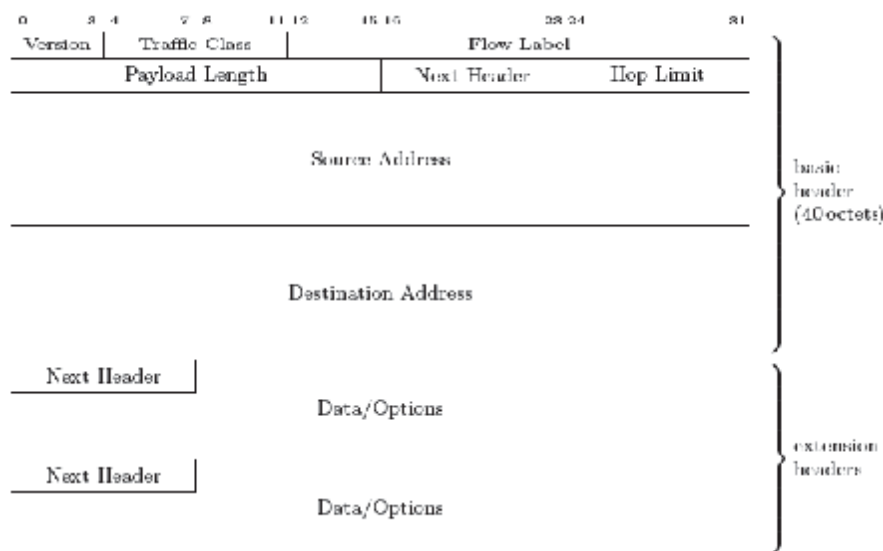 0 3 4 7 8 11 12 15 16 23 24 31
Version Traffic Class Flow Label
Payload Length Next Header Hop Limit
Source Address
basic
header
(40 octets)
Destination Address
Next Header
Data/Options
extension
headers
Next Header
Data/Options